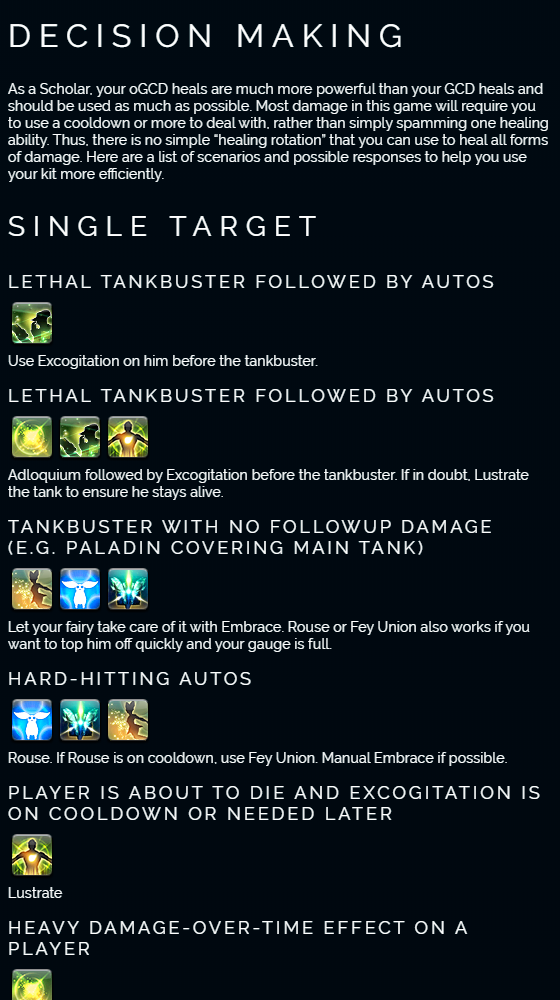 DECISION MAKING
As a Scholar, your oGCD heals are much more powerful than your GCD heals and
should be used as much as possible. Most damage in this game will require you
to use a cooldown or more to deal with, rather than simply spamming one healing
ability. Thus, there is no simple “healing rotation” that you can use to heal all forms
of damage. Here are a list of scenarios and possible responses to help you use
your kit more efficiently.
SINGLE TARGET
LETHAL TANKBUSTER FOLLOWED BY AUTOS
Use Excogitation on him before the tankbuster.
LETHAL TANKBUSTER FOLLOWED BY AUTOS
Adloquium followed by Excogitation before the tankbuster. If in doubt, Lustrate
the tank to ensure he stays alive.
TANKBUSTER WITH NO FOLLOWUP DAMAGE
(E.G. PALADIN COVERING MAIN TANK)
Let your fairy take care of it with Embrace. Rouse or Fey Union also works if you
want to top him off quickly and your gauge is full.
HARD-HITTING AUTOS
Rouse. If Rouse is on cooldown, use Fey Union. Manual Embrace if possible.
PLAYER IS ABOUT TO DIE AND EXCOGITATION IS
ON COOLDOWN OR NEEDED LATER
Lustrate
HEAVY DAMAGE-OVER-TIME EFFECT ON A
PLAYER